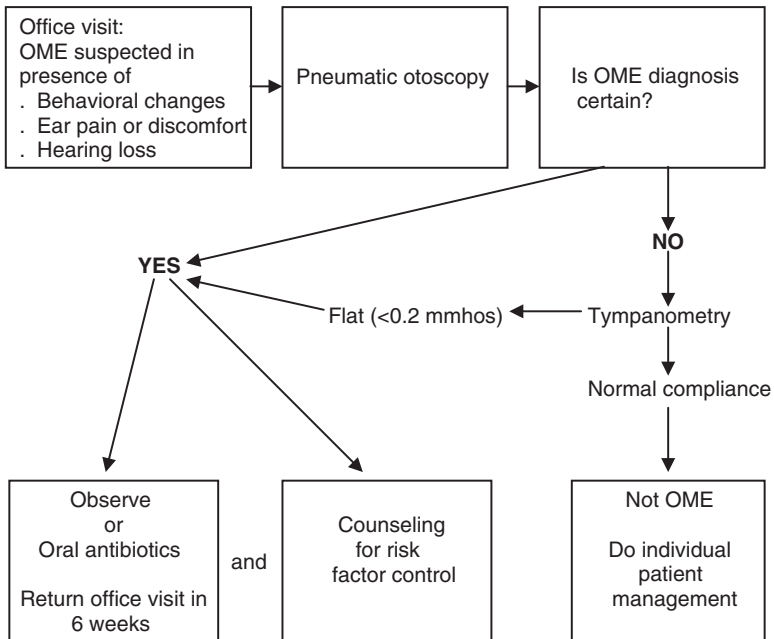 Office visit:
OME suspected in
presence of
. Behavioral changes
. Ear pain or discomfort
. Hearing loss
Pneumatic otoscopy
Is OME diagnosis
certain?
NO
YES
Flat (<0.2 mmhos)
Tympanometry
Normal compliance
Observe
or
Oral antibiotics
Return office visit in
6 weeks
and
Counseling
for risk
factor control
Not OME
Do individual
patient
management